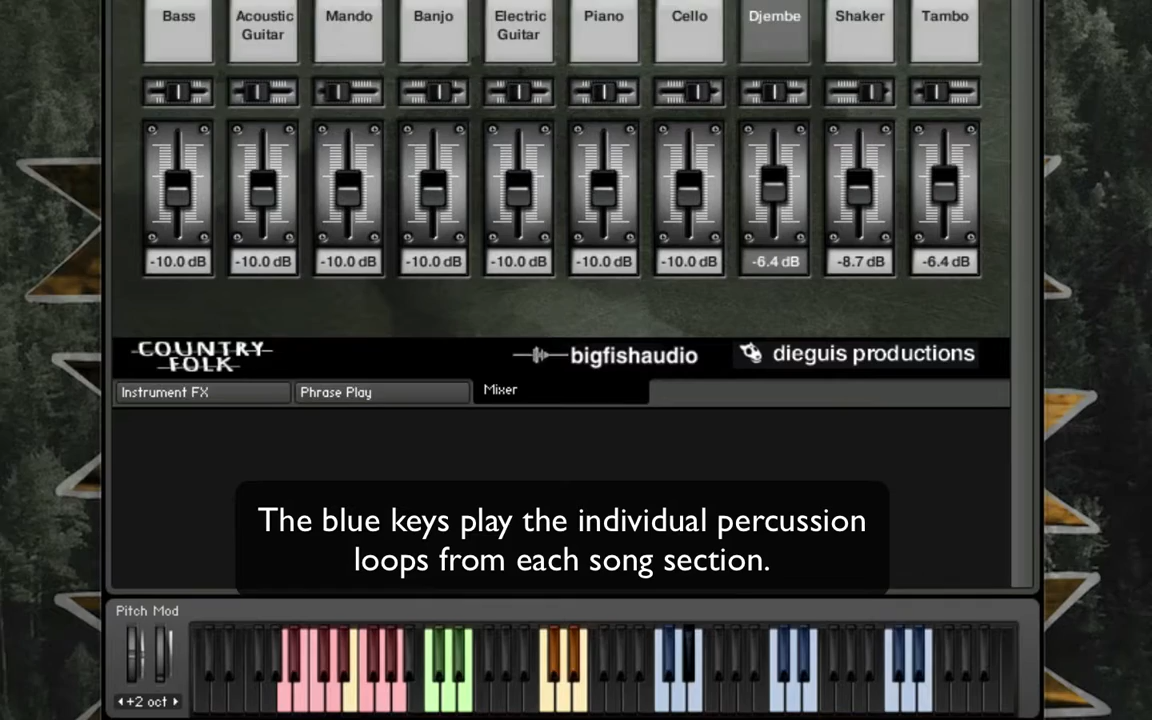 Bass Acoustic Mando Banjo Electric Piano Cello Djembe Shaker Tambo
Guitar Guitar
-10.0 dB -10.0 dB -10.0 dB -10.0 dB -10.0 dB -10.0 dB -10.0 dB -6.4 dB -8.7 dB -6.4 dB
COUNTRY
FOLK
bigfishaudio
dieguis productions
Instrument FX Phrase Play Mixer
The blue keys play the individual percussion
loops from each song section.
Pitch Mod
+2 oct